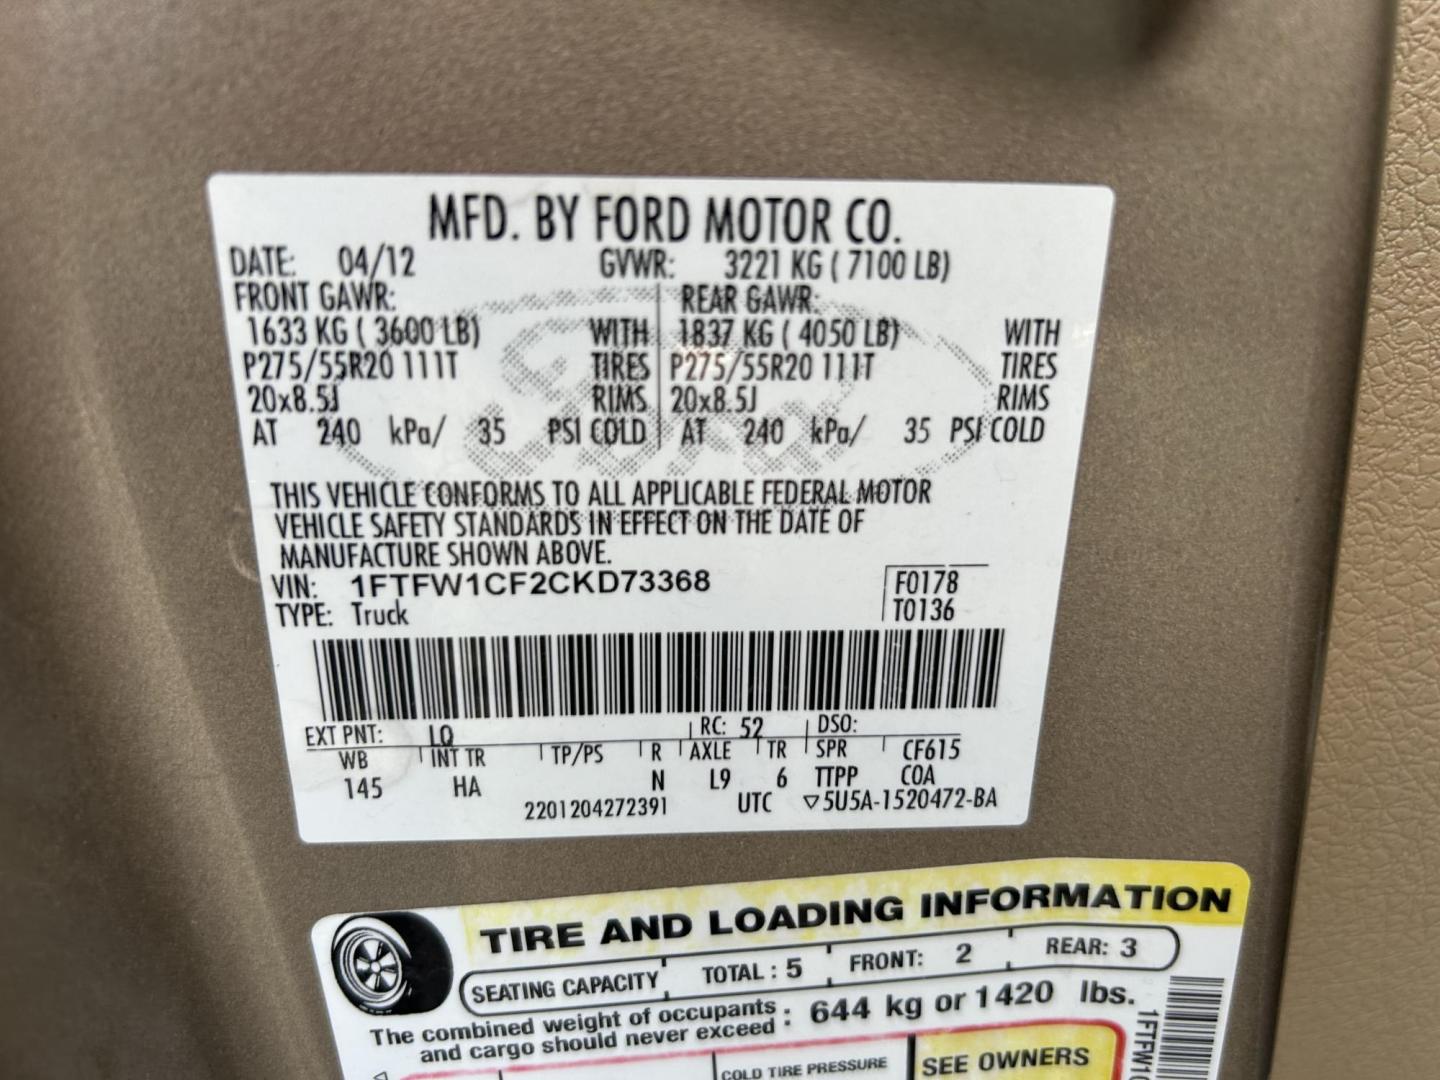 MFD. BY FORD MOTOR CO.
DATE: 04/12 GVWR: 3221 KG ( 7100 LB)
FRONT GAWR: REAR GAWR:
1633 KG ( 3600 LB) WITH 1837 KG ( 4050 LB) WITH
P275/55R20 111T TIRES P275/55R20 111T TIRES
20x8.5J RIMS 20x8.5J RIMS
AT 240 kPa/ 35 PSI COLD AT 240 kPa/ 35 PSI COLD
Ford
THIS VEHICLE CONFORMS TO ALL APPLICABLE FEDERAL MOTOR
VEHICLE SAFETY STANDARDS IN EFFECT ON THE DATE OF
MANUFACTURE SHOWN ABOVE.
VIN: 1FTFW1CF2CKD73368 F0178
TYPE: Truck T0136
EXT PNT: LQ RC: 52 DSO:
WB INT TR TP/PS R AXLE TR SPR CF615
145 HA N L9 6 TTPP COA
2201204272391 UTC ▽5U5A-1520472-BA
TIRE AND LOADING INFORMATION
SEATING CAPACITY TOTAL : 5 FRONT: 2 REAR: 3
The combined weight of occupants
and cargo should never exceed : 644 kg or 1420 lbs.
COLD TIRE PRESSURE SEE OWNERS